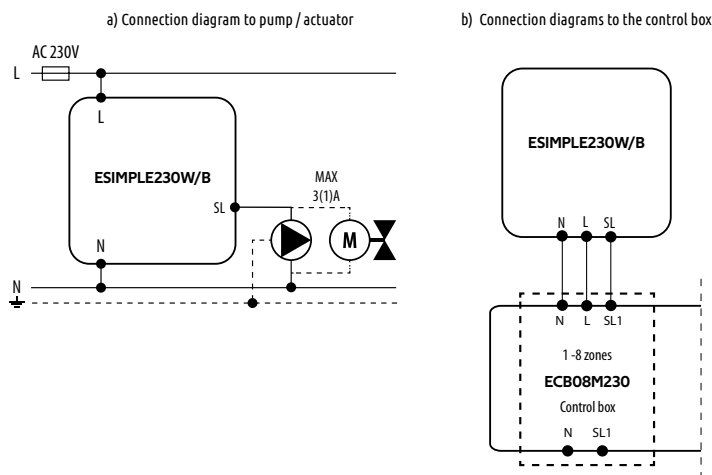 a) Connection diagram to pump / actuator
AC 230V
L
L
ESIMPLE230W/B
MAX
3(1)A
SL
M
N
N
b) Connection diagrams to the control box
ESIMPLE230W/B
N L SL
N L SL1
1 -8 zones
ECB08M230
Control box
N SL1